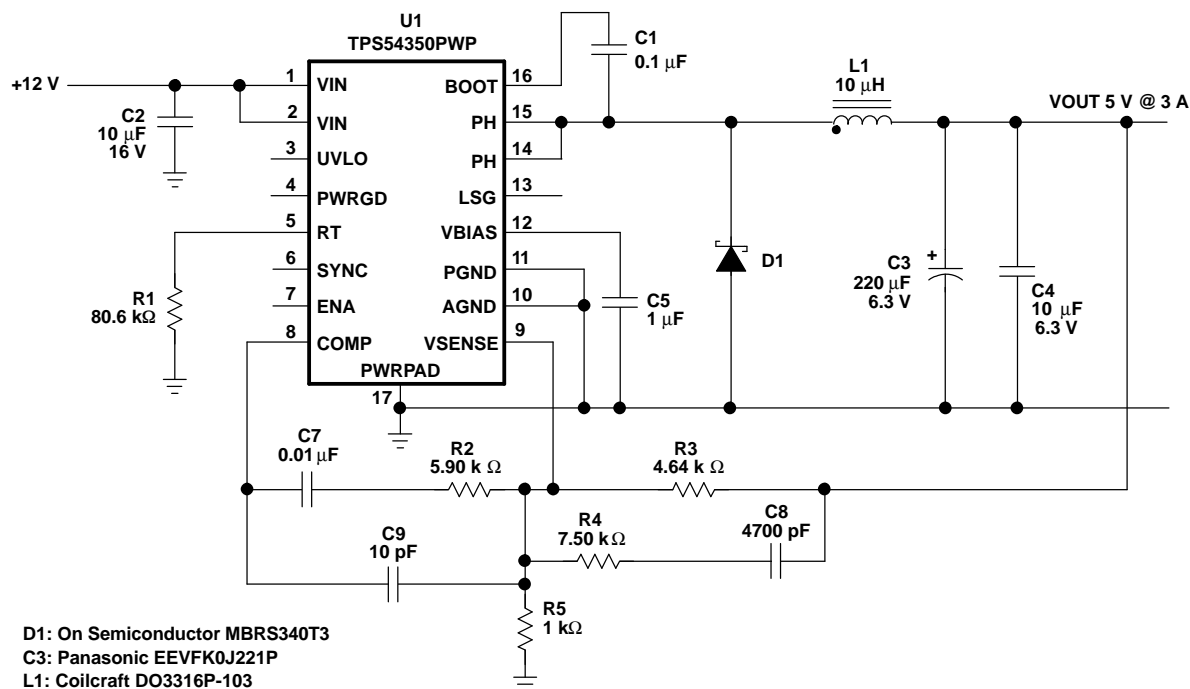 U1
TPS54350PWP
+12 V
C2
10 µF
16 V
1 VIN
2 VIN
3 UVLO
4 PWRGD
5 RT
6 SYNC
7 ENA
8 COMP
BOOT 16
PH 15
PH 14
LSG 13
VBIAS 12
PGND 11
AGND 10
VSENSE 9
PWRPAD
17
C1
0.1 µF
L1
10 µH
VOUT 5 V @ 3 A
D1
C3
+
220 µF
6.3 V
C4
10 µF
6.3 V
C5
1 µF
R1
80.6 kΩ
C7
0.01 µF
R2
5.90 k Ω
R3
4.64 k Ω
C9
10 pF
R4
7.50 k Ω
C8
4700 pF
R5
1 kΩ
D1: On Semiconductor MBRS340T3
C3: Panasonic EEVFK0J221P
L1: Coilcraft DO3316P-103